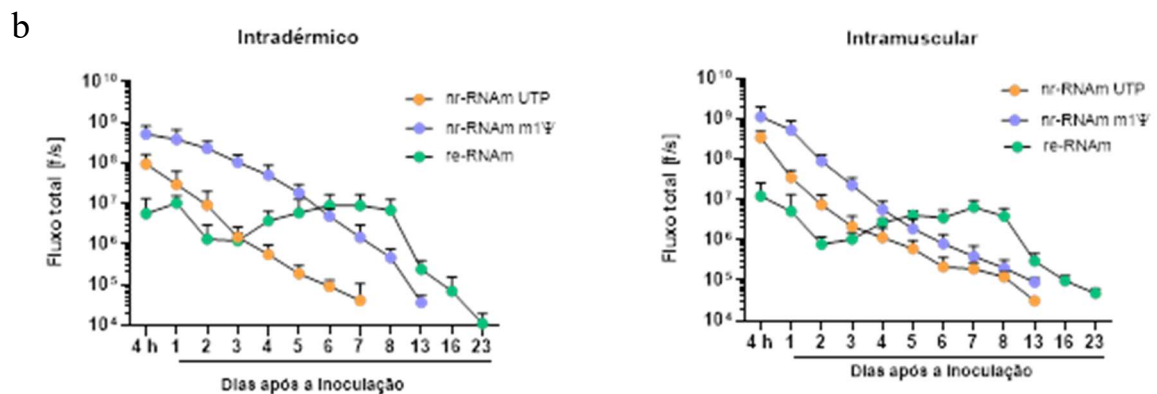 b
Intradérmico
Fluxo total [f/s]
10¹⁰
10⁹
10⁸
10⁷
10⁶
10⁵
10⁴
nr-RNAm UTP
nr-RNAm m1Ψ
re-RNAm
4 h 1 2 3 4 5 6 7 8 13 16 23
Dias após a inoculação
Intramuscular
Fluxo total [f/s]
10¹⁰
10⁹
10⁸
10⁷
10⁶
10⁵
10⁴
nr-RNAm UTP
nr-RNAm m1Ψ
re-RNAm
4 h 1 2 3 4 5 6 7 8 13 16 23
Dias após a inoculação